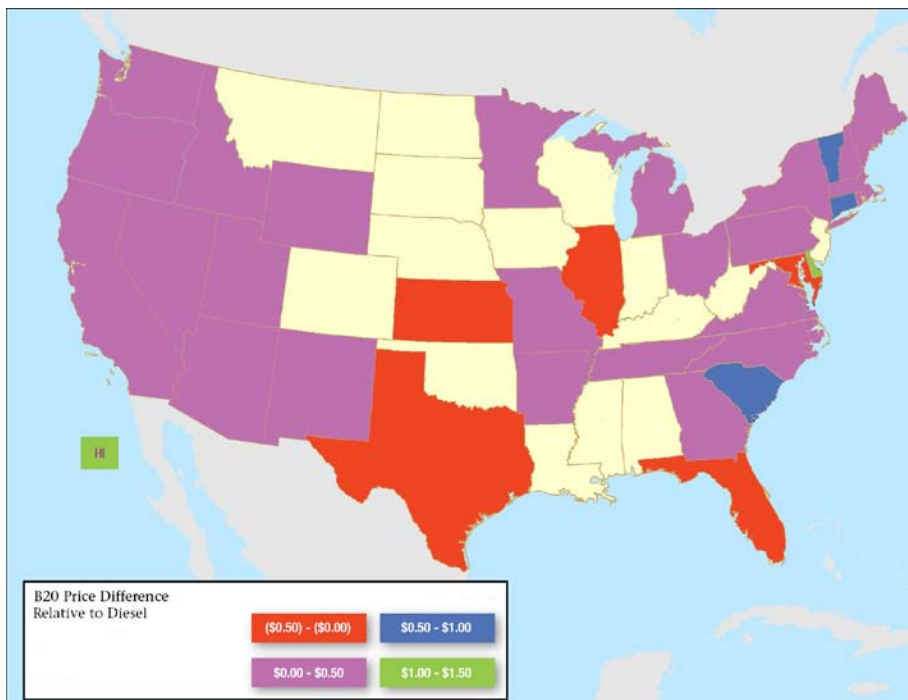 HI
B20 Price Difference
Relative to Diesel
($0.50) - ($0.00)
$0.50 - $1.00
$0.00 - $0.50
$1.00 - $1.50